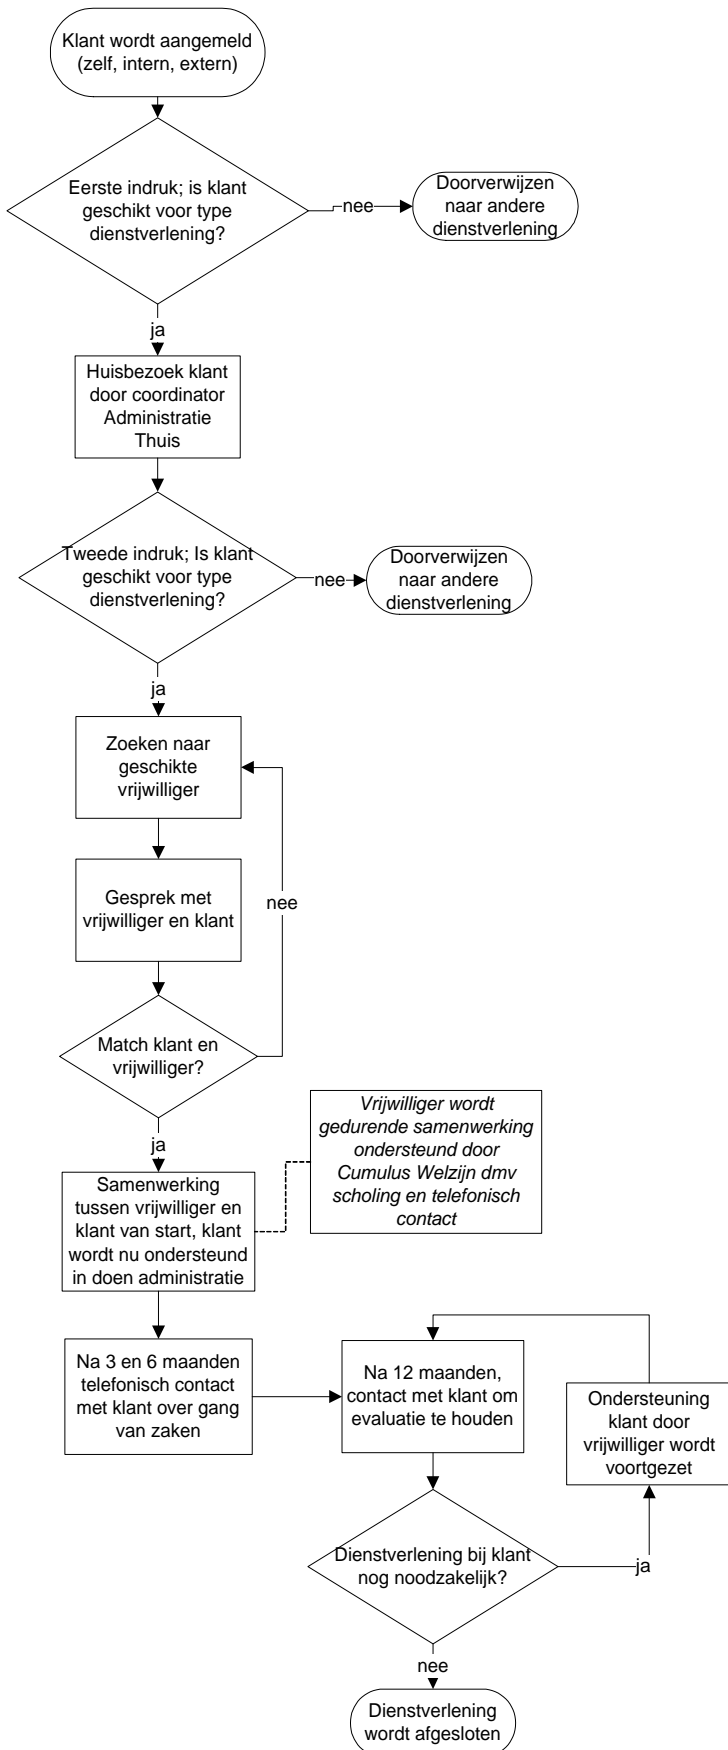 Klant wordt aangemeld
(zelf, intern, extern)
Eerste indruk; is klant
geschikt voor type
dienstverlening?
nee
Doorverwijzen
naar andere
dienstverlening
ja
Huisbezoek klant
door coordinator
Administratie
Thuis
Tweede indruk; Is klant
geschikt voor type
dienstverlening?
nee
Doorverwijzen
naar andere
dienstverlening
ja
Zoeken naar
geschikte
vrijwilliger
Gesprek met
vrijwilliger en klant
nee
Match klant en
vrijwilliger?
ja
Vrijwilliger wordt
gedurende samenwerking
ondersteund door
Cumulus Welzijn dmv
scholing en telefonisch
contact
Samenwerking
tussen vrijwilliger en
klant van start, klant
wordt nu ondersteund
in doen administratie
Na 3 en 6 maanden
telefonisch contact
met klant over gang
van zaken
Na 12 maanden,
contact met klant om
evaluatie te houden
Ondersteuning
klant door
vrijwilliger wordt
voortgezet
Dienstverlening bij klant
nog noodzakelijk?
ja
nee
Dienstverlening
wordt afgesloten